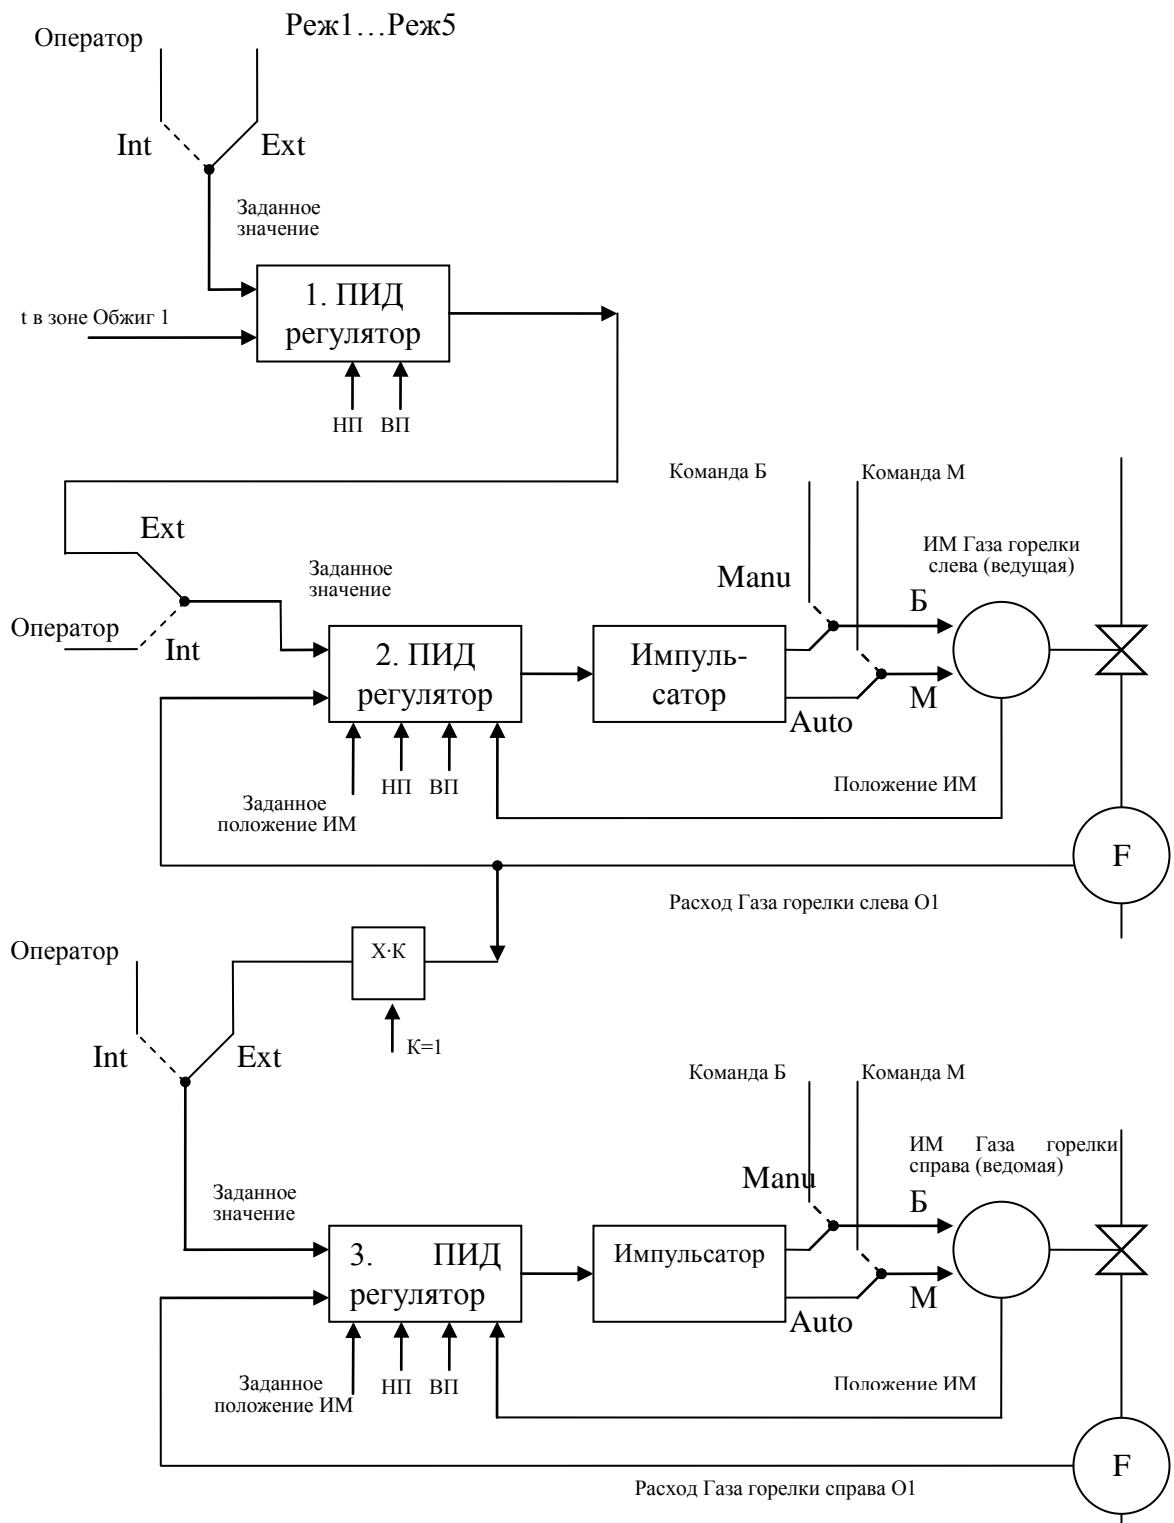 Реж1…Реж5
Оператор
Int
Ext
Заданное
значение
1. ПИД
регулятор
t в зоне Обжиг 1
НП
ВП
Команда Б
Команда М
Ext
ИМ Газа горелки
слева (ведущая)
Заданное
значение
Manu
Б
Оператор
Int
2. ПИД
регулятор
Импуль-
сатор
М
Auto
НП
ВП
Положение ИМ
Заданное
положение ИМ
F
Расход Газа горелки слева О1
Оператор
Х·К
Int
Ext
К=1
Команда Б
Команда М
ИМ Газа горелки
справа (ведомая)
Manu
Б
Заданное
значение
3. ПИД
регулятор
Импульсатор
М
Auto
Заданное
положение ИМ
НП
ВП
Положение ИМ
F
Расход Газа горелки справа О1